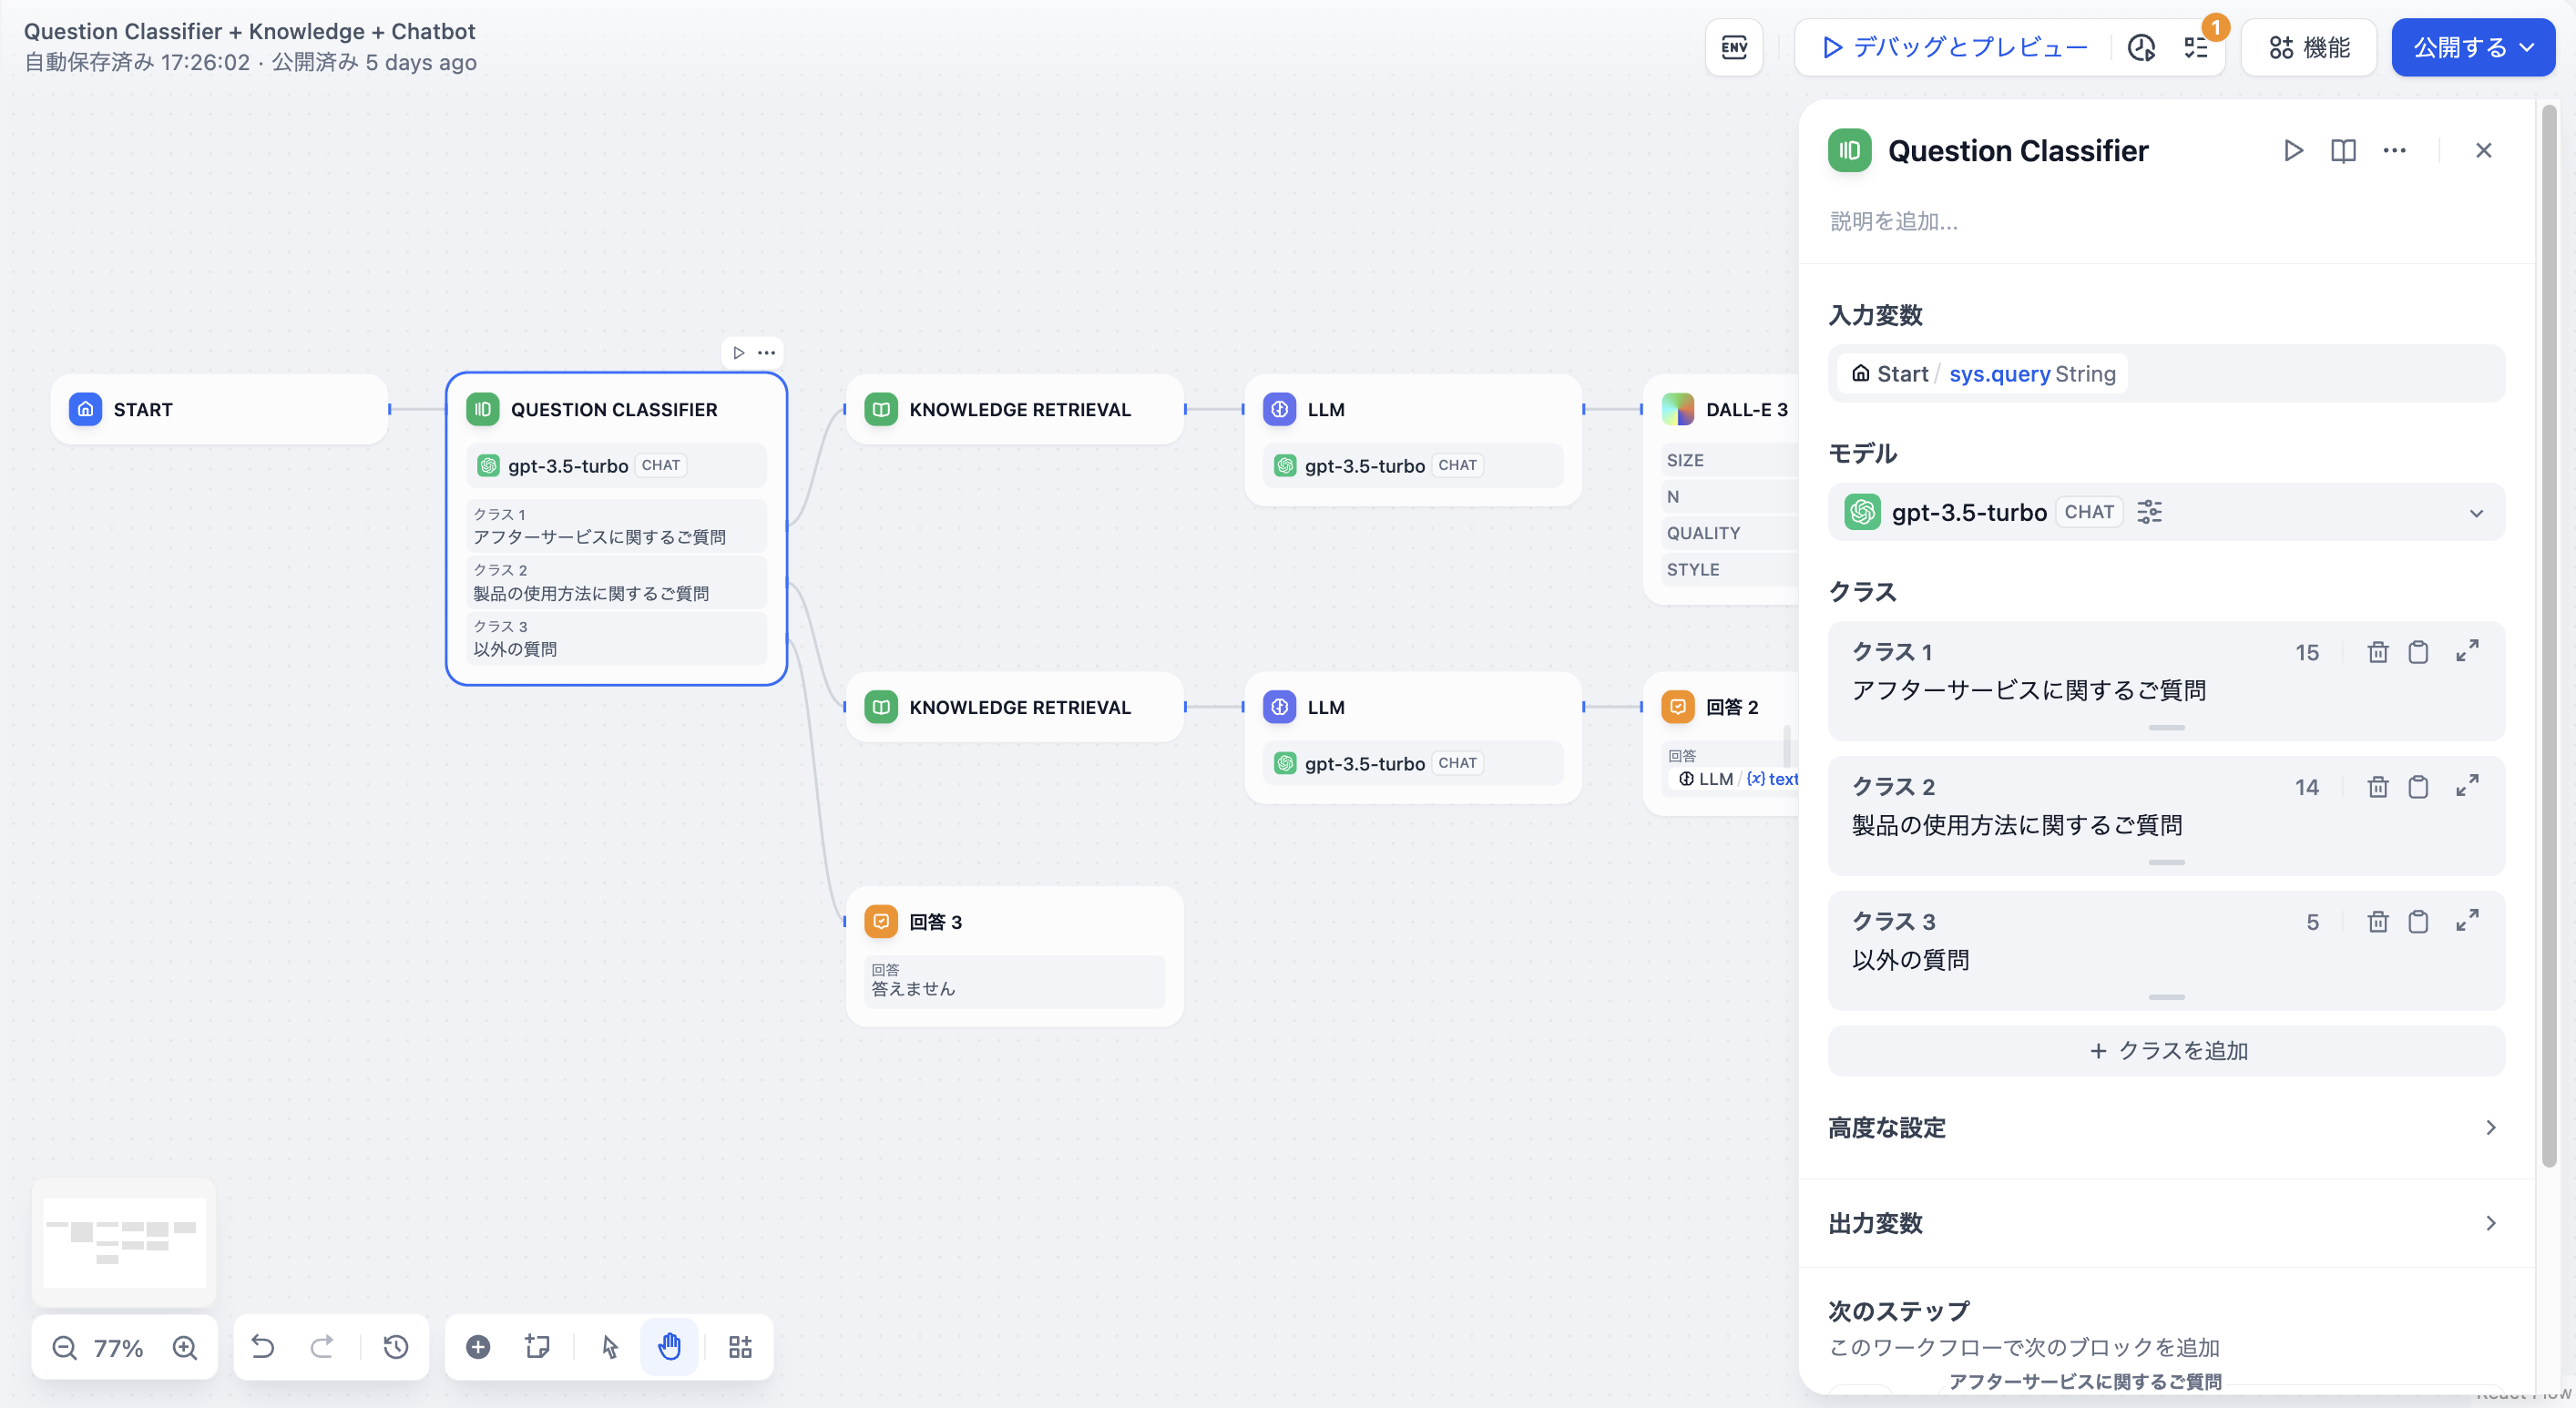 Question Classifier + Knowledge + Chatbot
自動保存済み 17:26:02 · 公開済み 5 days ago
ENV
デバッグとプレビュー
1
機能
公開する
START
QUESTION CLASSIFIER
gpt-3.5-turbo CHAT
クラス 1
アフターサービスに関するご質問
クラス 2
製品の使用方法に関するご質問
クラス 3
以外の質問
KNOWLEDGE RETRIEVAL
LLM
gpt-3.5-turbo CHAT
DALL-E 3
SIZE
N
QUALITY
STYLE
KNOWLEDGE RETRIEVAL
LLM
gpt-3.5-turbo CHAT
回答 2
回答
LLM / {x} text
回答 3
回答
答えません
77%
Question Classifier
説明を追加...
入力変数
Start / sys.query String
モデル
gpt-3.5-turbo CHAT
クラス
クラス 1 15
アフターサービスに関するご質問
クラス 2 14
製品の使用方法に関するご質問
クラス 3 5
以外の質問
+ クラスを追加
高度な設定
出力変数
次のステップ
このワークフローで次のブロックを追加
アフターサービスに関するご質問
React Flow